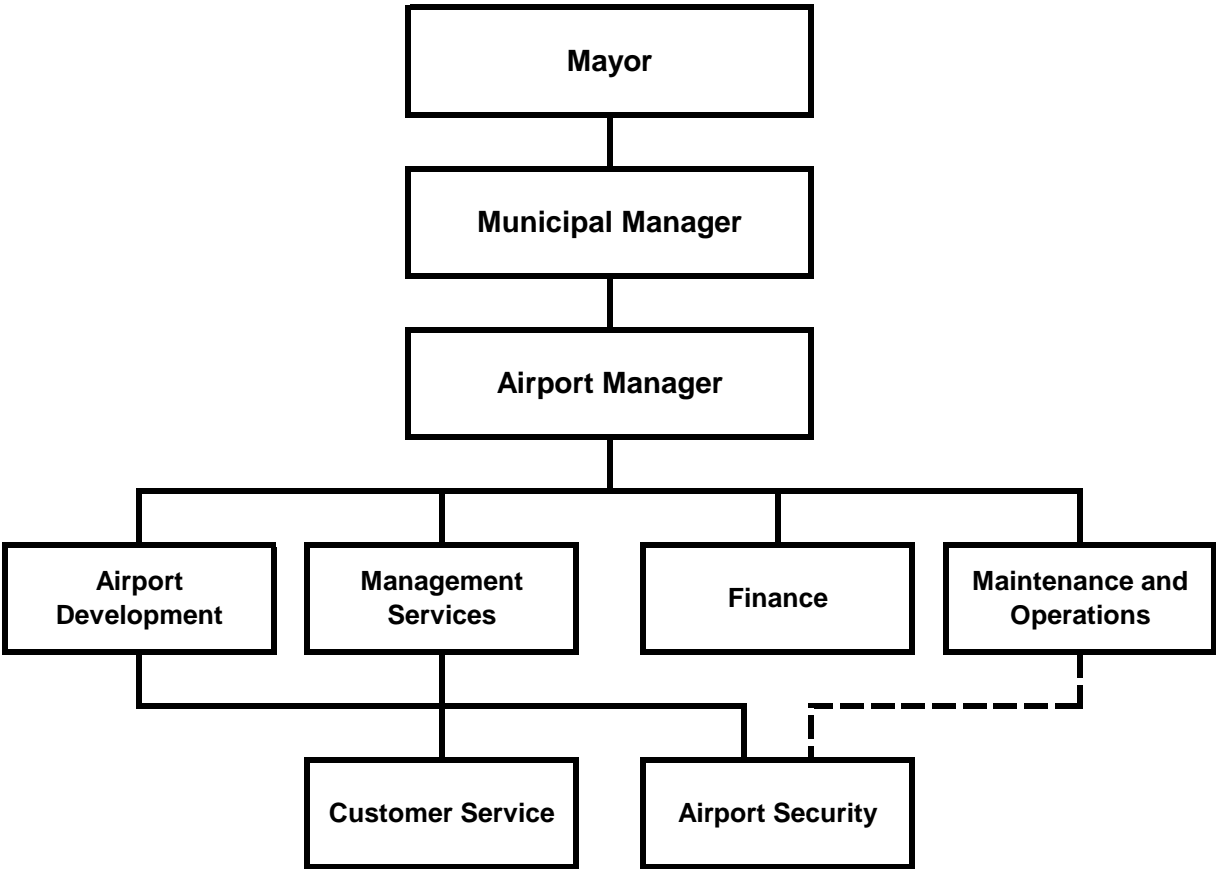 Mayor
Municipal Manager
Airport Manager
Airport
Development
Management
Services
Finance
Maintenance and
Operations
Customer Service
Airport Security